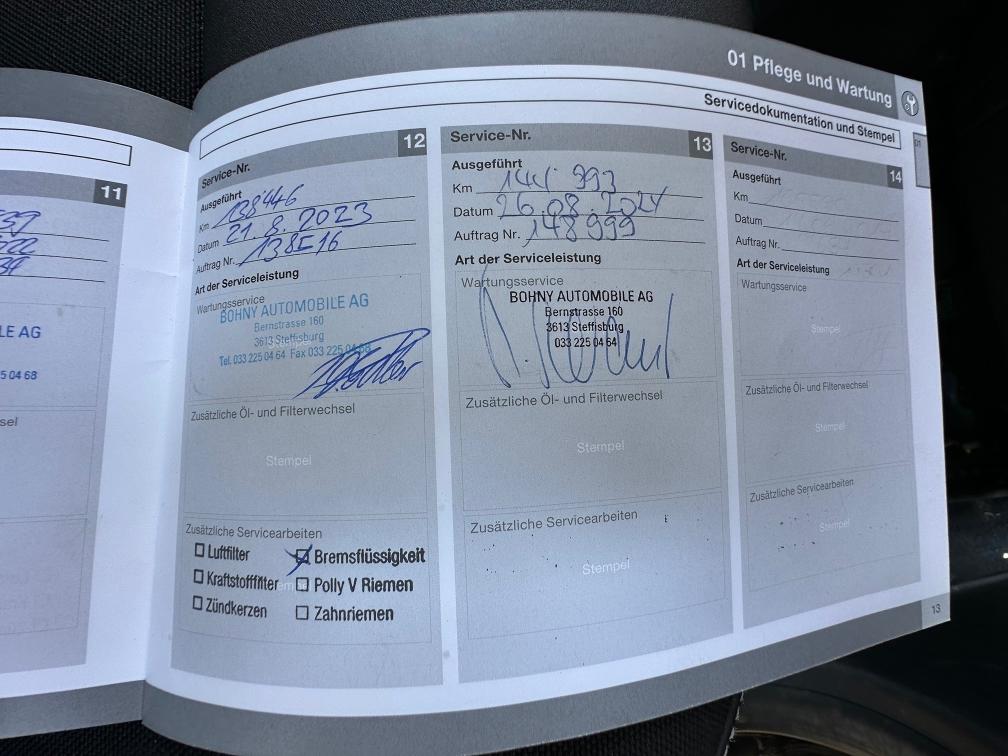 01 Pflege und Wartung
Servicedokumentation und Stempel
01
11
LE AG
5 04 68
sel
Service-Nr. 12
Ausgeführt
Km 138'446
Datum 21.8.2023
Auftrag Nr. 138516
Art der Serviceleistung
Wartungsservice
BOHNY AUTOMOBILE AG
Bernstrasse 160
3613 Steffisburg
Tel. 033 225 04 64 Fax 033 225 04 68
Zusätzliche Öl- und Filterwechsel
Stempel
Zusätzliche Servicearbeiten
Luftfilter
Bremsflüssigkeit
Kraftstofffilter
Polly V Riemen
Zündkerzen
Zahnriemen
Service-Nr. 13
Ausgeführt
Km
Datum 26.08.2024
Auftrag Nr. 148999
Art der Serviceleistung
Wartungsservice
BOHNY AUTOMOBILE AG
Bernstrasse 160
3613 Steffisburg
033 225 04 64
Zusätzliche Öl- und Filterwechsel
Stempel
Zusätzliche Servicearbeiten
Stempel
Service-Nr. 14
Ausgeführt
Km
Datum
Auftrag Nr.
Art der Serviceleistung
Wartungsservice
Stempel
Zusätzliche Öl- und Filterwechsel
Stempel
Zusätzliche Servicearbeiten
Stempel
13